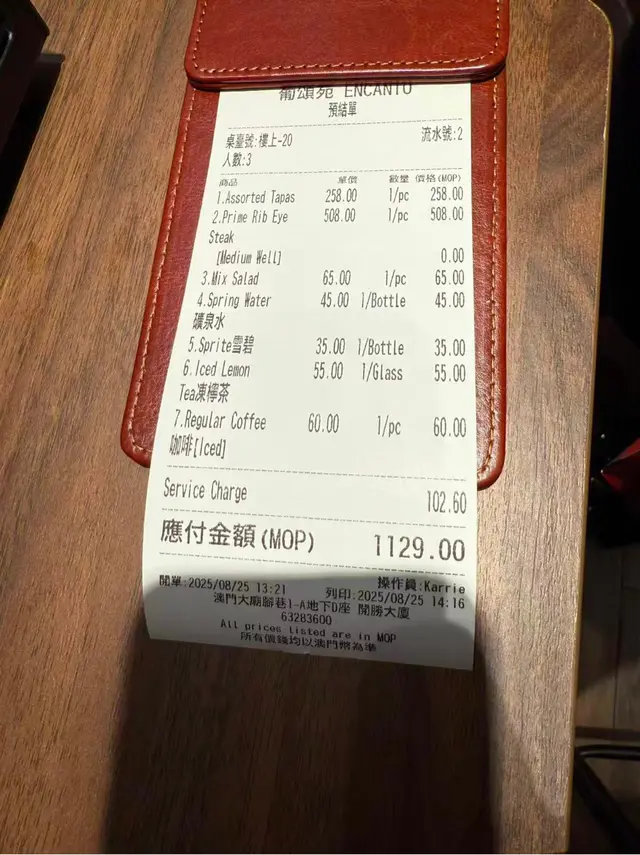 葡頌苑 ENCANTO
預結單
桌臺號:樓上-20 流水號:2
人數:3
商品 單價 數量 價格(MOP)
1.Assorted Tapas 258.00 1/pc 258.00
2.Prime Rib Eye 508.00 1/pc 508.00
Steak
[Medium Well] 0.00
3.Mix Salad 65.00 1/pc 65.00
4.Spring Water 45.00 1/Bottle 45.00
礦泉水
5.Sprite雪碧 35.00 1/Bottle 35.00
6.Iced Lemon 55.00 1/Glass 55.00
Tea凍檸茶
7.Regular Coffee 60.00 1/pc 60.00
咖啡[Iced]
Service Charge 102.60
應付金額(MOP) 1129.00
開單:2025/08/25 13:21 操作員:Karrie
列印:2025/08/25 14:16
澳門大廟腳巷1-A地下D座 開勝大廈
63283600
All prices listed are in MOP
所有價錢均以澳門幣為準